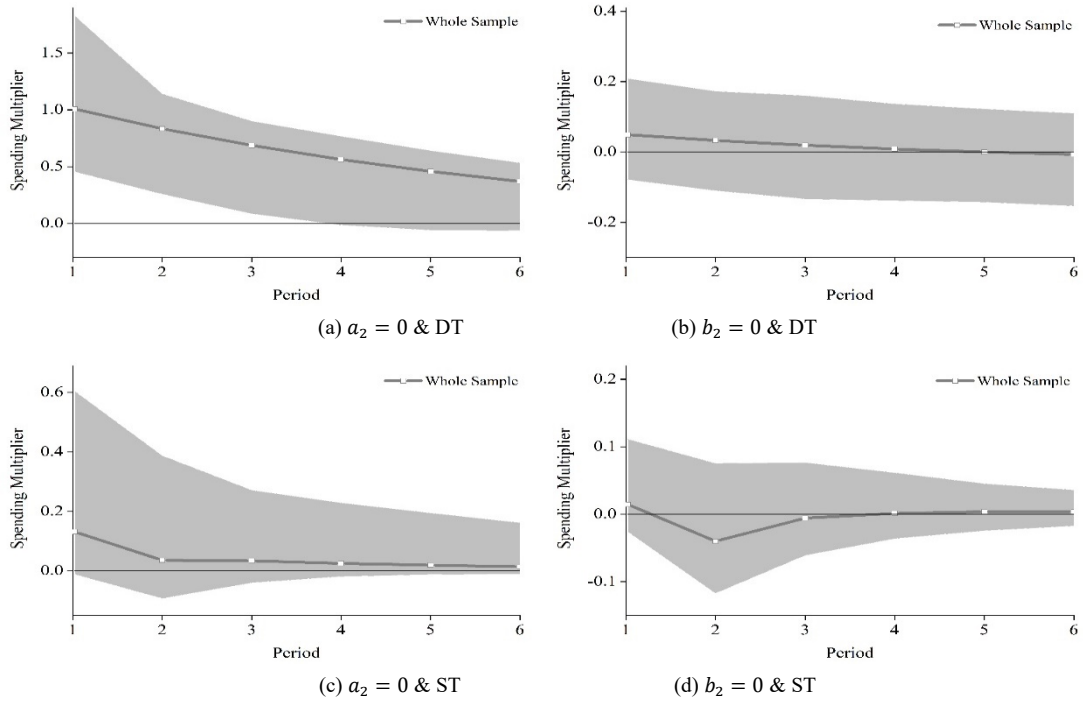 Whole Sample
Spending Multiplier
1.5
1.0
0.5
0.0
1 2 3 4 5 6
Period
(a) 𝑎₂ = 0 & DT
Whole Sample
Spending Multiplier
0.4
0.2
0.0
-0.2
1 2 3 4 5 6
Period
(b) 𝑏₂ = 0 & DT
Whole Sample
Spending Multiplier
0.6
0.4
0.2
0.0
1 2 3 4 5 6
Period
(c) 𝑎₂ = 0 & ST
Whole Sample
Spending Multiplier
0.2
0.1
0.0
-0.1
1 2 3 4 5 6
Period
(d) 𝑏₂ = 0 & ST